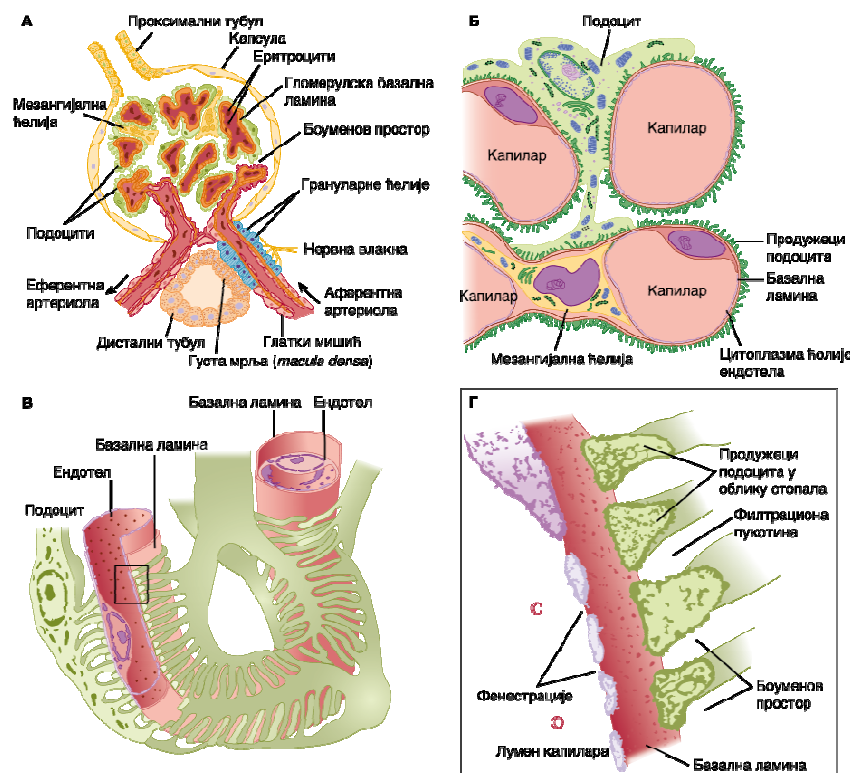 А
Проксимални тубул
Капсула
Еритроцити
Гломерулска базална
ламина
Мезангијална
ћелија
Боуменов простор
Грануларне ћелије
Подоцити
Нервна влакна
Еферентна
артериола
Аферентна
артериола
Дистални тубул
Глатки мишић
Густа мрља (macula densa)
Б
Подоцит
Капилар
Капилар
Продужеци
подоцита
Базална
ламина
Капилар
Капилар
Мезангијална ћелија
Цитоплазма ћелије
ендотела
В
Базална ламина
Ендотел
Базална ламина
Ендотел
Подоцит
Г
Продужеци
подоцита у
облику стопала
Филтрациона
пукотина
Фенестрације
Боуменов
простор
Лумен капилара
Базална ламина